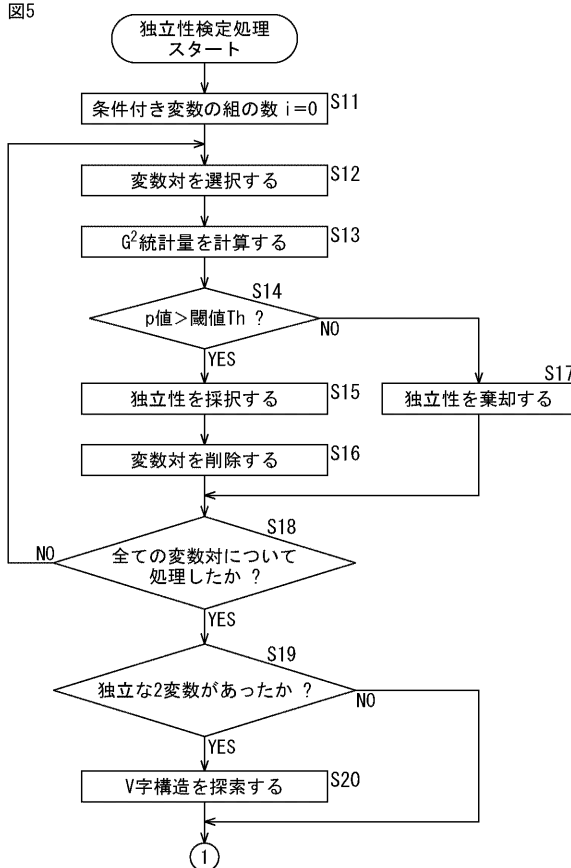 図5
独立性検定処理
スタート
条件付き変数の組の数 i=0
S11
変数対を選択する
S12
G²統計量を計算する
S13
S14
p値>閾値Th ?
NO
YES
S17
独立性を採択する
S15
独立性を棄却する
変数対を削除する
S16
S18
NO
全ての変数対について
処理したか ?
YES
S19
独立な2変数があったか ?
NO
YES
V字構造を探索する
S20
1